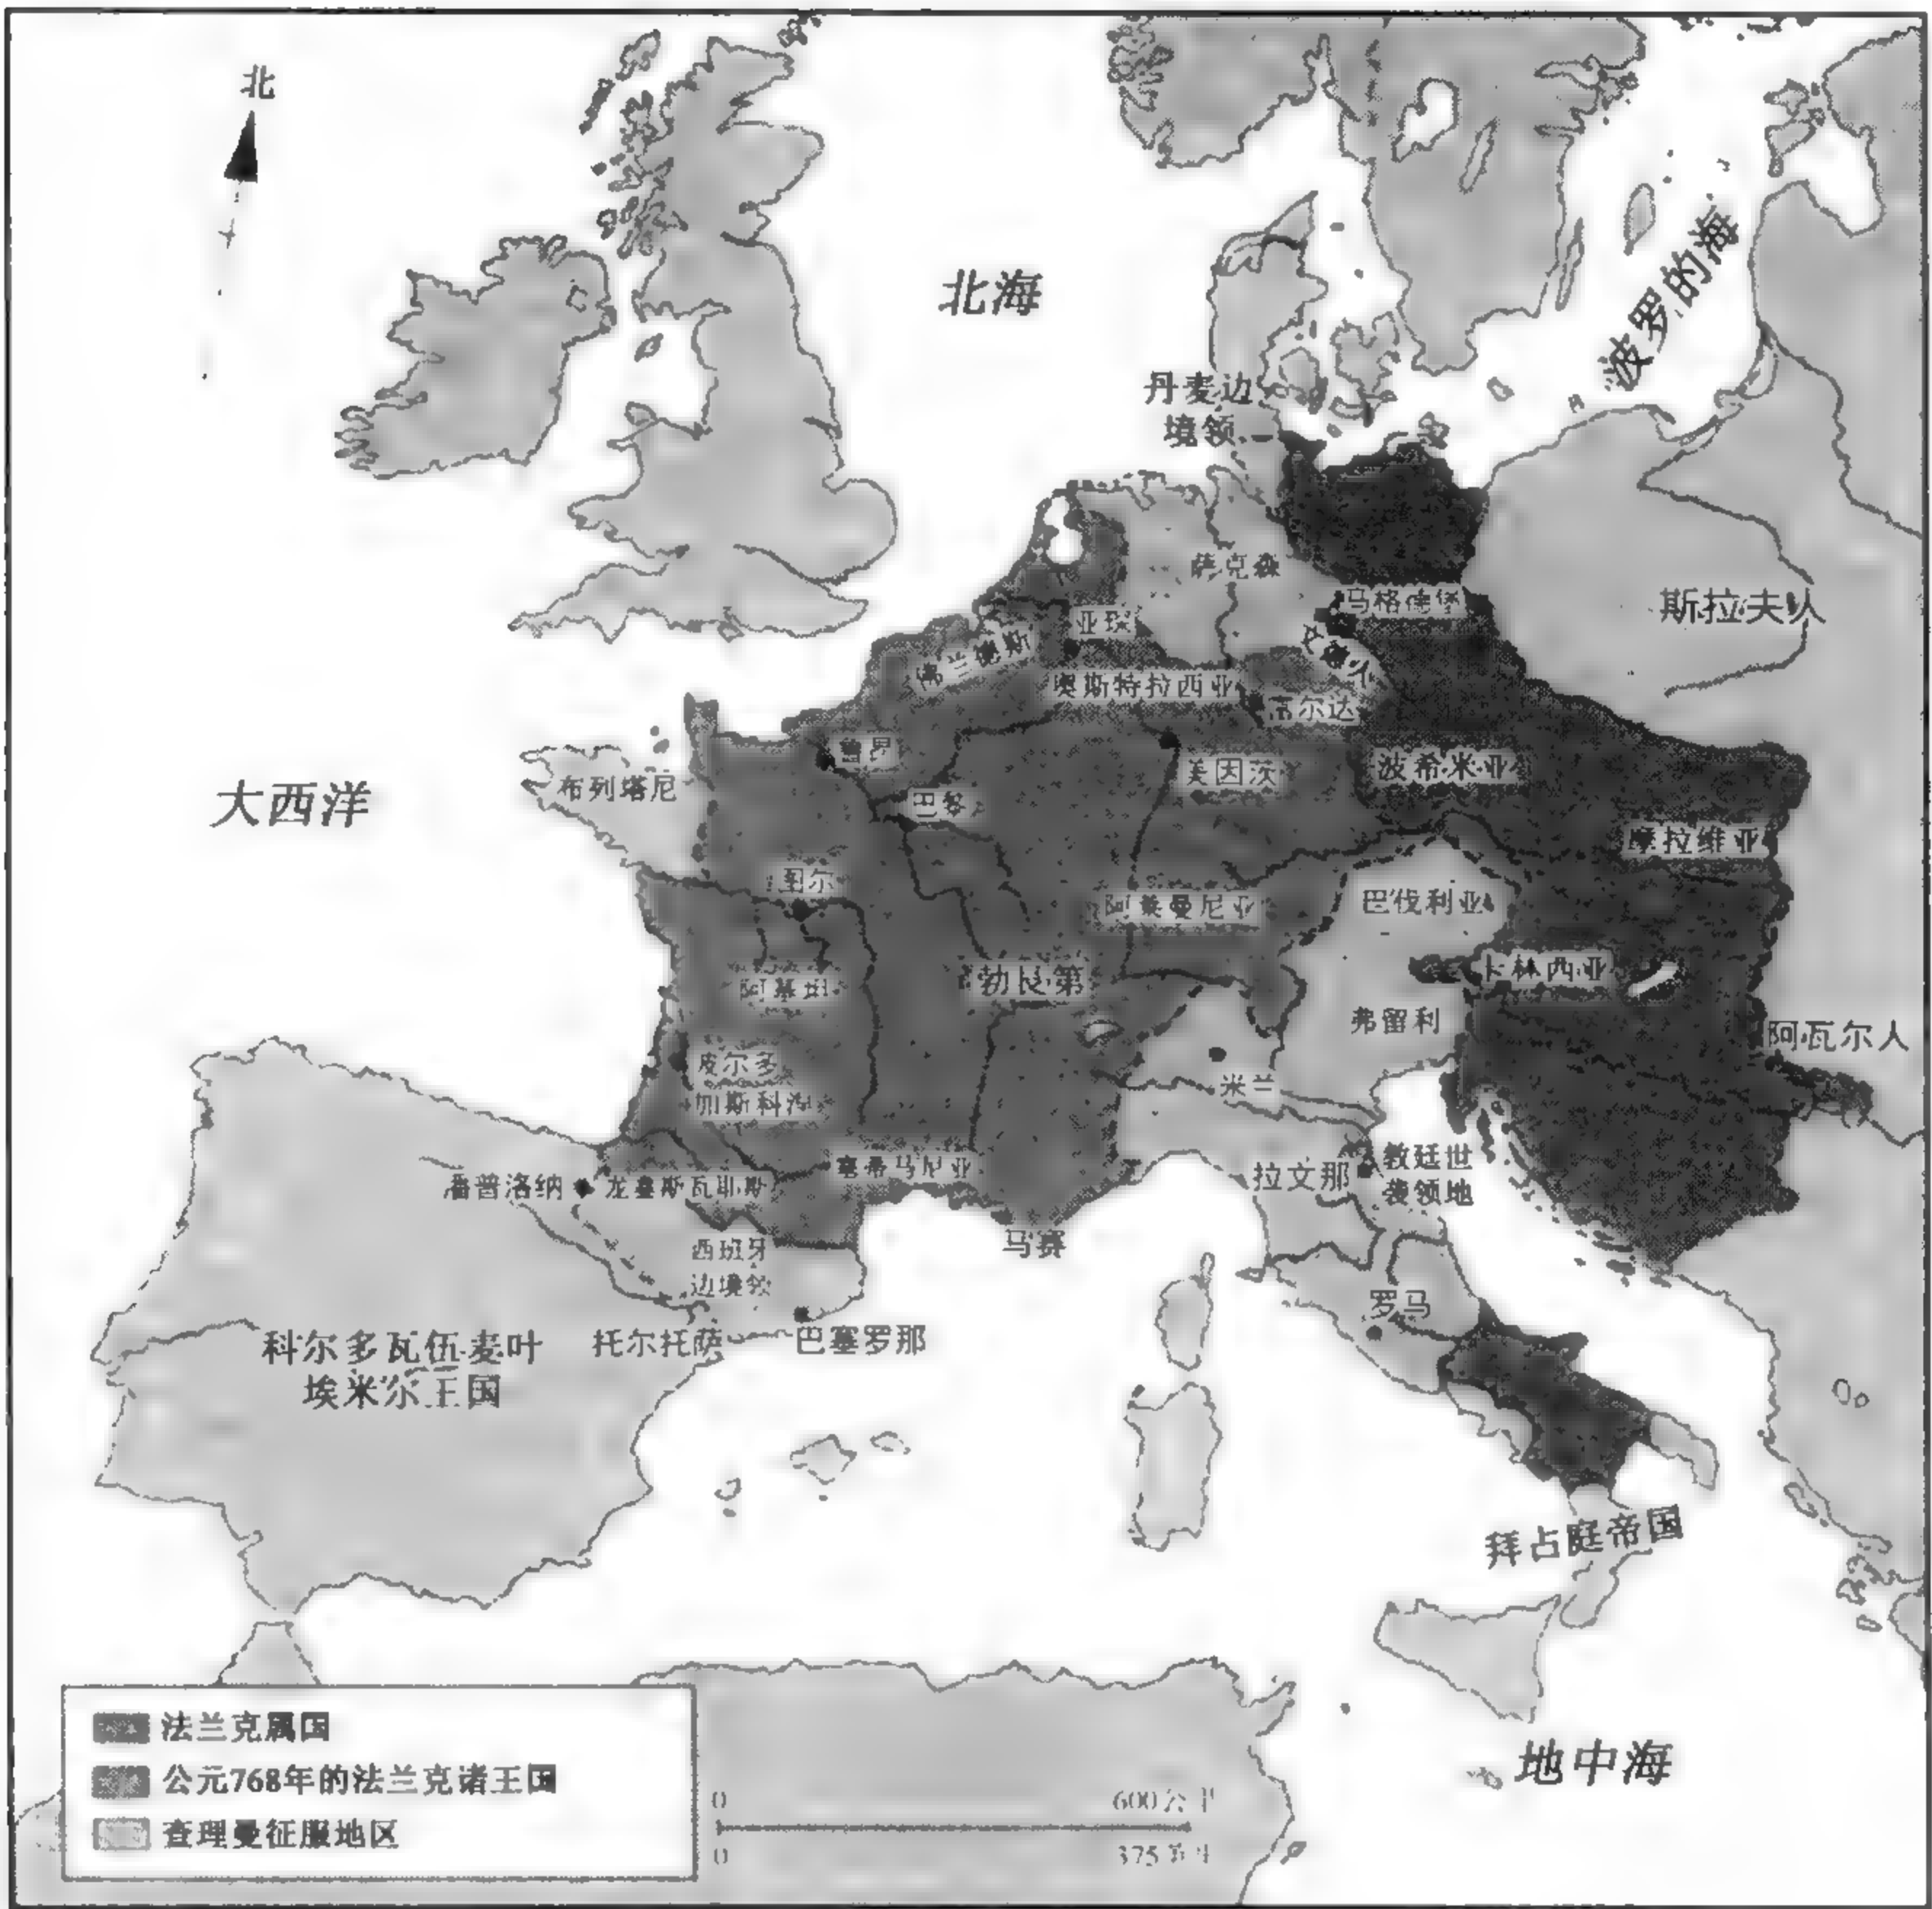 北
北海
波罗的海
丹麦边
境领
萨克森
马格德堡
斯拉夫人
亚琛
佛兰德斯
文德人
奥斯特拉西亚
高尔达
鲁昂
美因茨
波希米亚
大西洋
布列塔尼
巴黎
摩拉维亚
图尔
阿莱曼尼亚
巴伐利亚
阿基坦
勃艮第
卡林西亚
弗留利
阿瓦尔人
皮尔多
加斯科涅
米兰
潘普洛纳
龙塞斯瓦耶斯
塞蒂马尼亚
拉文那
教廷世
袭领地
西班牙
边境领
马赛
罗马
科尔多瓦伍麦叶
埃米尔王国
托尔托萨
巴塞罗那
拜占庭帝国
地中海
法兰克属国
公元768年的法兰克诸王国
查理曼征服地区
0
600公里
0
375英里